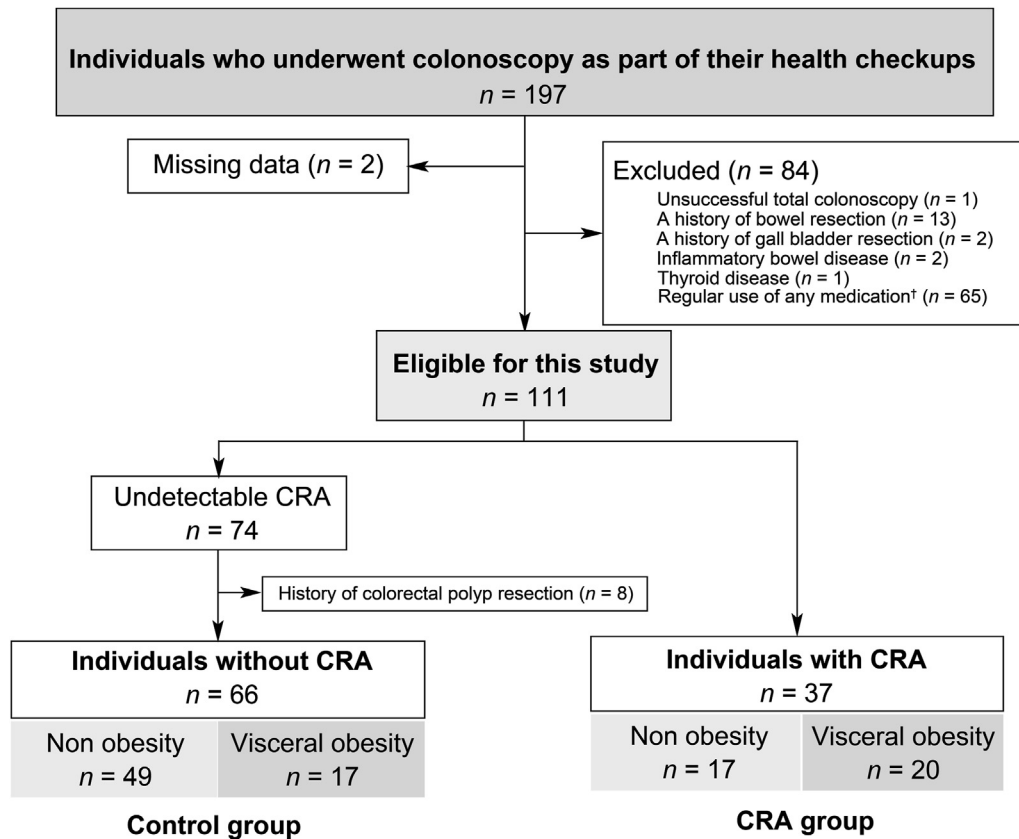 Individuals who underwent colonoscopy as part of their health checkups
n = 197
Missing data (n = 2)
Excluded (n = 84)
Unsuccessful total colonoscopy (n = 1)
A history of bowel resection (n = 13)
A history of gall bladder resection (n = 2)
Inflammatory bowel disease (n = 2)
Thyroid disease (n = 1)
Regular use of any medication† (n = 65)
Eligible for this study
n = 111
Undetectable CRA
n = 74
History of colorectal polyp resection (n = 8)
Individuals without CRA
n = 66
Non obesity
n = 49
Visceral obesity
n = 17
Control group
Individuals with CRA
n = 37
Non obesity
n = 17
Visceral obesity
n = 20
CRA group